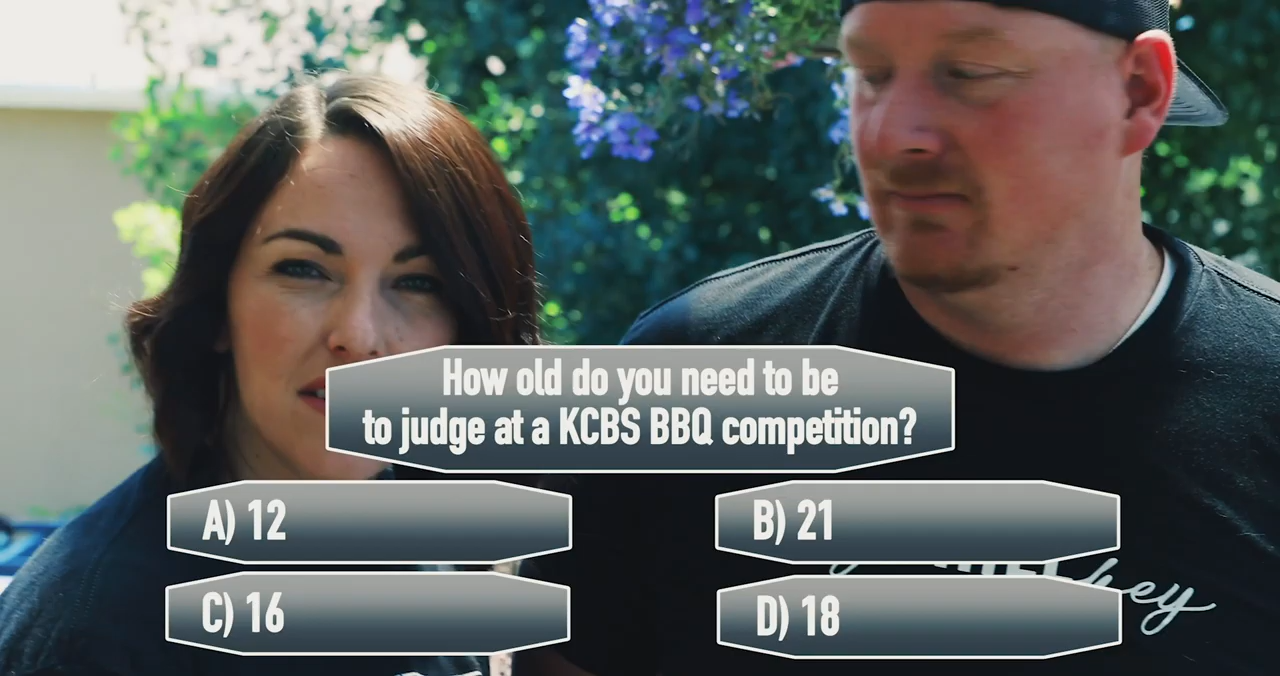 How old do you need to be
to judge at a KCBS BBQ competition?
A) 12
B) 21
C) 16
D) 18